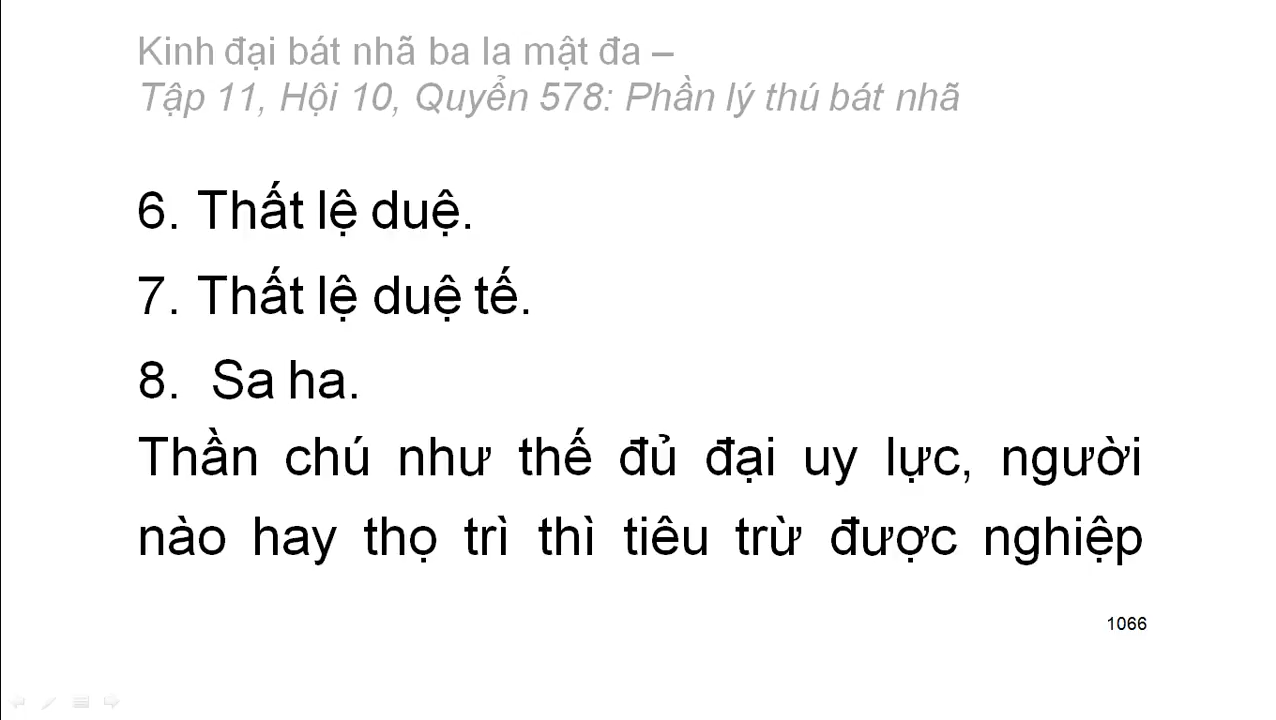 Kinh đại bát nhã ba la mật đa –
Tập 11, Hội 10, Quyển 578: Phần lý thú bát nhã
6. Thất lệ duệ.
7. Thất lệ duệ tế.
8. Sa ha.
Thần chú như thế đủ đại uy lực, người
nào hay thọ trì thì tiêu trừ được nghiệp
1066